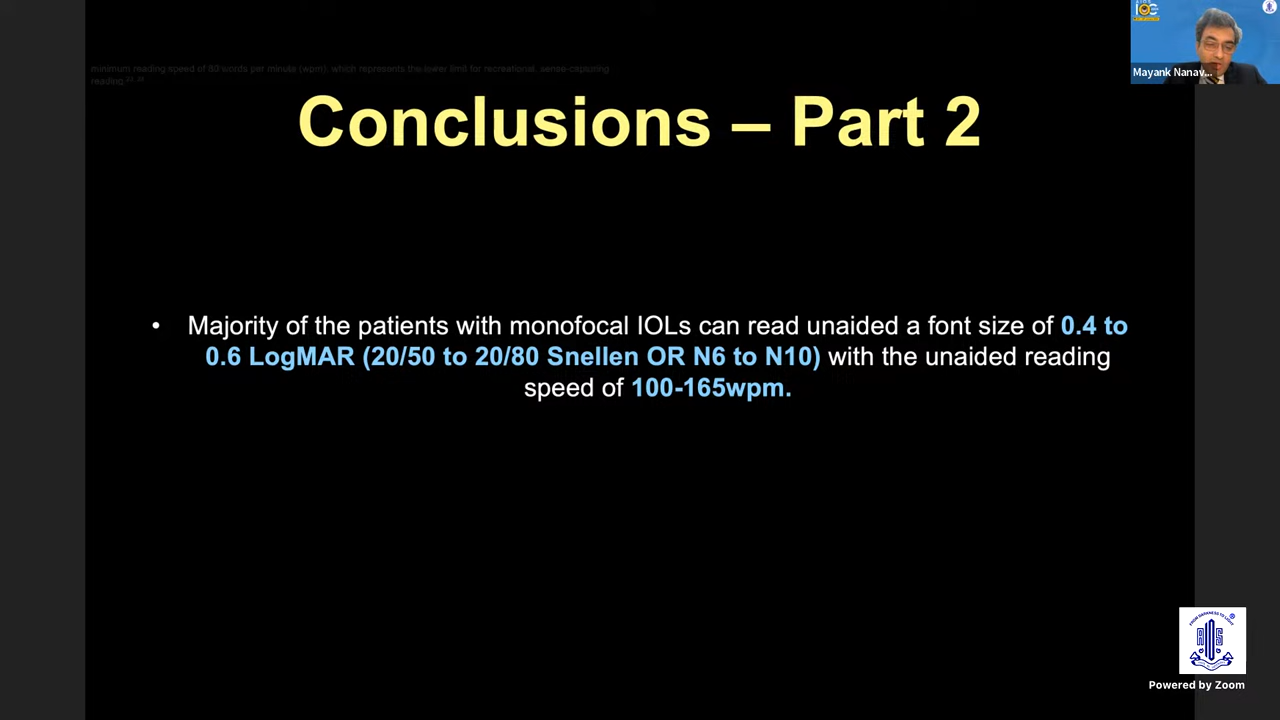 minimum reading speed of 80 words per minute (wpm), which represents the lower limit for recreational, sense-capturing
reading
Conclusions – Part 2
• Majority of the patients with monofocal IOLs can read unaided a font size of 0.4 to
0.6 LogMAR (20/50 to 20/80 Snellen OR N6 to N10) with the unaided reading
speed of 100-165wpm.
Mayank Nanav...
Powered by Zoom